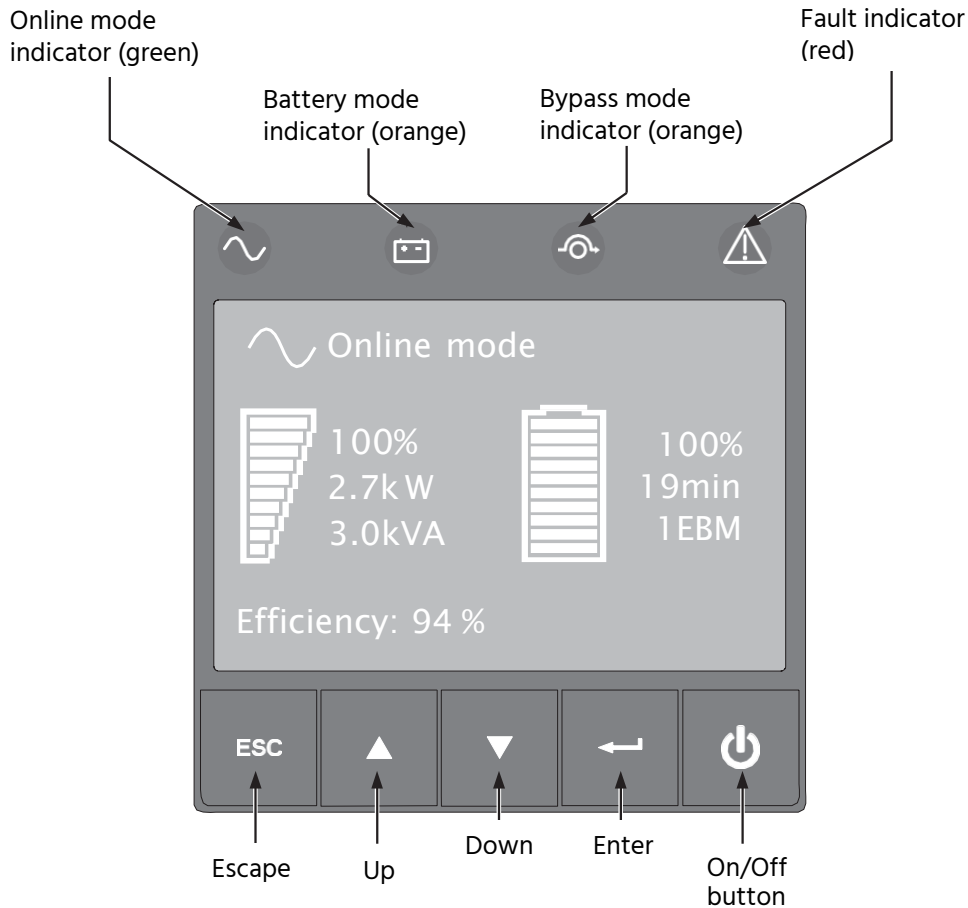 Online mode
indicator (green)
Fault indicator
(red)
Battery mode
indicator (orange)
Bypass mode
indicator (orange)
Online mode
100%
2.7kW
3.0kVA
100%
19min
1EBM
Efficiency: 94 %
ESC
Escape
Up
Down
Enter
On/Off
button